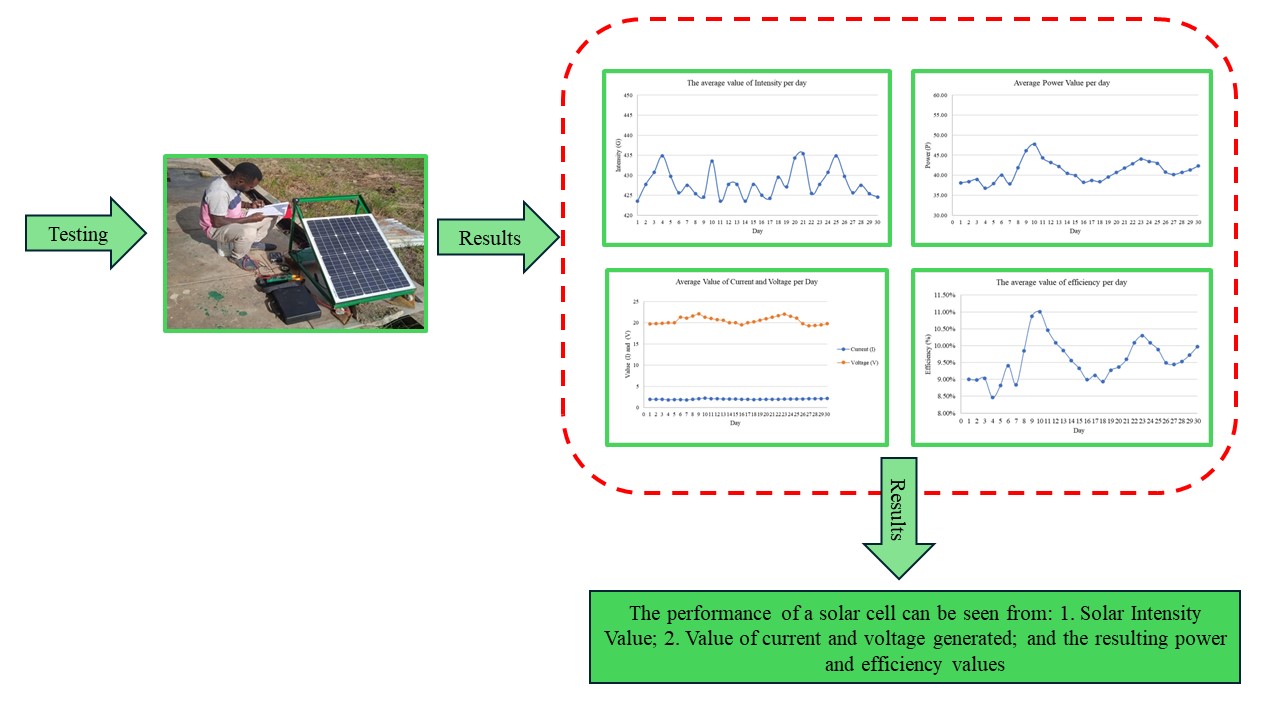 Testing
Results
The average value of Intensity per day
450
445
440
435
430
425
420
Intensity (G)
1 2 3 4 5 6 7 8 9 10 11 12 13 14 15 16 17 18 19 20 21 22 23 24 25 26 27 28 29 30
Day
Average Power Value per day
60.00
55.00
50.00
45.00
40.00
35.00
30.00
Power (P)
0 1 2 3 4 5 6 7 8 9 10 11 12 13 14 15 16 17 18 19 20 21 22 23 24 25 26 27 28 29 30
Day
Average Value of Current and Voltage per Day
25
20
15
10
5
0
Value (I) and (V)
0 1 2 3 4 5 6 7 8 9 10 11 12 13 14 15 16 17 18 19 20 21 22 23 24 25 26 27 28 29 30
Day
Current (I)
Voltage (V)
The average value of efficiency per day
11.50%
11.00%
10.50%
10.00%
9.50%
9.00%
8.50%
8.00%
Efficiency (%)
0 1 2 3 4 5 6 7 8 9 10 11 12 13 14 15 16 17 18 19 20 21 22 23 24 25 26 27 28 29 30
Day
Results
The performance of a solar cell can be seen from: 1. Solar Intensity
Value; 2. Value of current and voltage generated; and the resulting power
and efficiency values